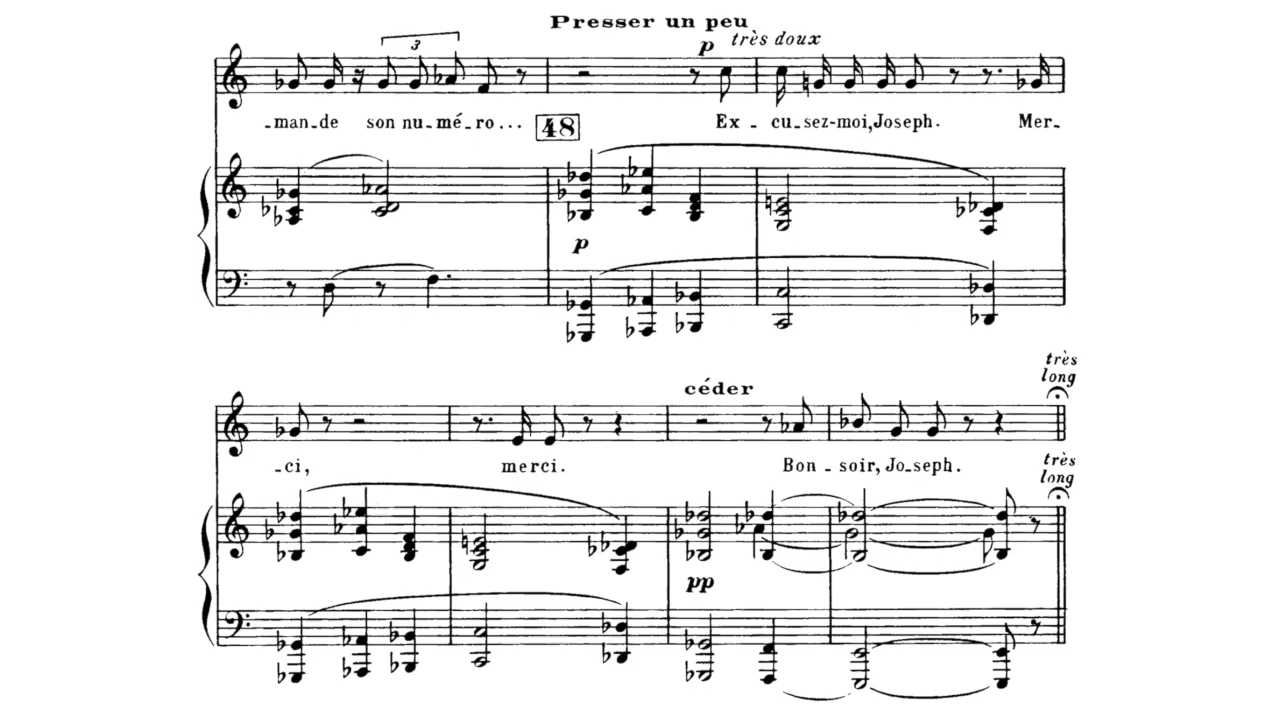 Presser un peu
3
p très doux
-man-de son nu-mé-ro... 48 Ex - cu-sez-moi, Joseph. Mer-
p
très
long
céder
-ci, merci. Bon - soir, Jo-seph.
très
long
pp